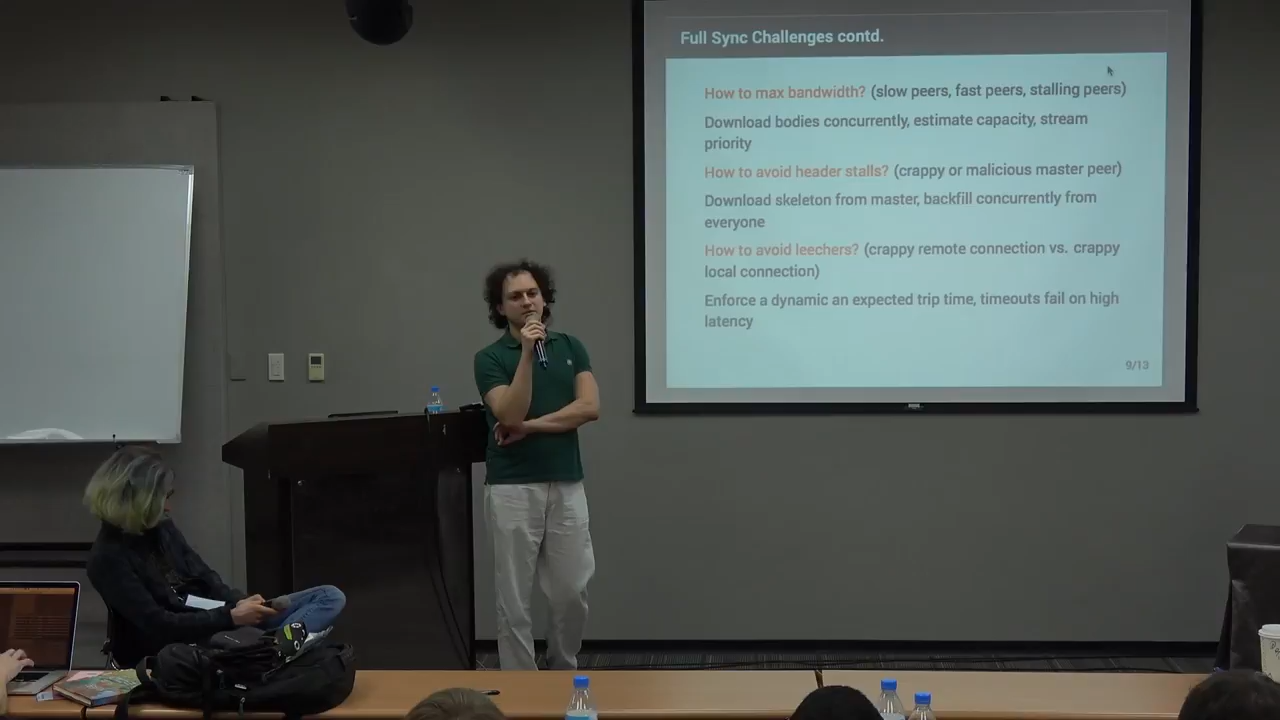 Full Sync Challenges contd.
How to max bandwidth? (slow peers, fast peers, stalling peers)
Download bodies concurrently, estimate capacity, stream
priority
How to avoid header stalls? (crappy or malicious master peer)
Download skeleton from master, backfill concurrently from
everyone
How to avoid leechers? (crappy remote connection vs. crappy
local connection)
Enforce a dynamic an expected trip time, timeouts fail on high
latency
9/13